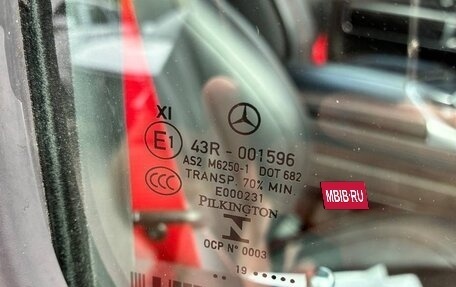 XI
E1 43R - 001596
AS2 M6250-1 DOT 682
CCC TRANSP. 70% MIN.
E000231
PILKINGTON
N
OCP N° 0003
19
MBIB.RU